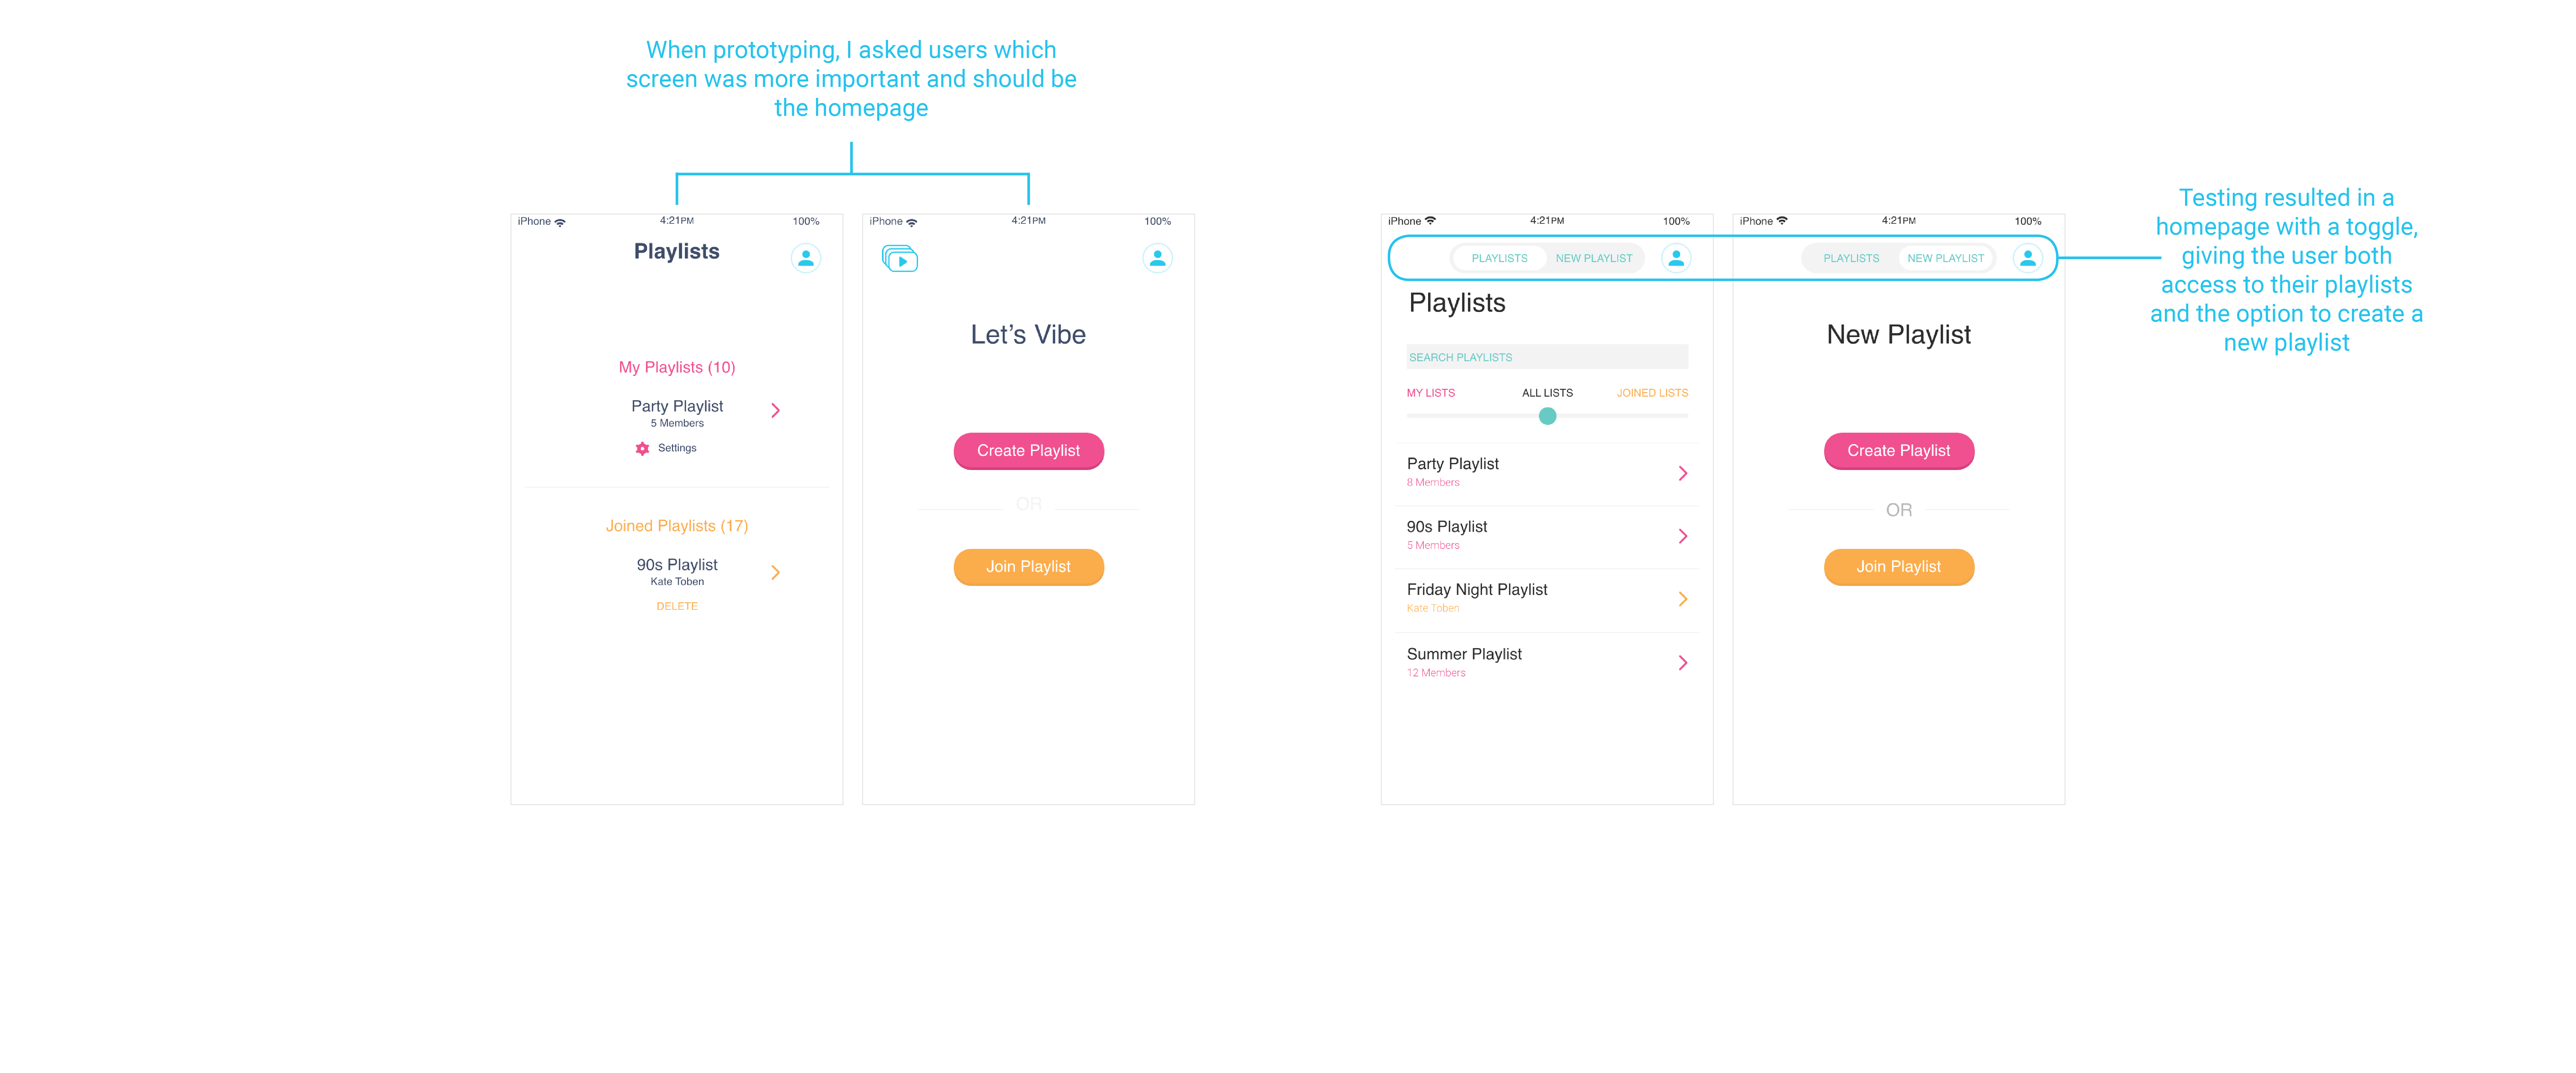 When prototyping, I asked users which
screen was more important and should be
the homepage
iPhone 4:21PM 100%
Playlists
My Playlists (10)
Party Playlist
5 Members
Settings
Joined Playlists (17)
90s Playlist
Kate Toben
DELETE
iPhone 4:21PM 100%
Let's Vibe
Create Playlist
OR
Join Playlist
iPhone 4:21PM 100%
PLAYLISTS NEW PLAYLIST
Playlists
SEARCH PLAYLISTS
MY LISTS ALL LISTS JOINED LISTS
Party Playlist
8 Members
90s Playlist
5 Members
Friday Night Playlist
Kate Toben
Summer Playlist
12 Members
iPhone 4:21PM 100%
PLAYLISTS NEW PLAYLIST
New Playlist
Create Playlist
OR
Join Playlist
Testing resulted in a
homepage with a toggle,
giving the user both
access to their playlists
and the option to create a
new playlist